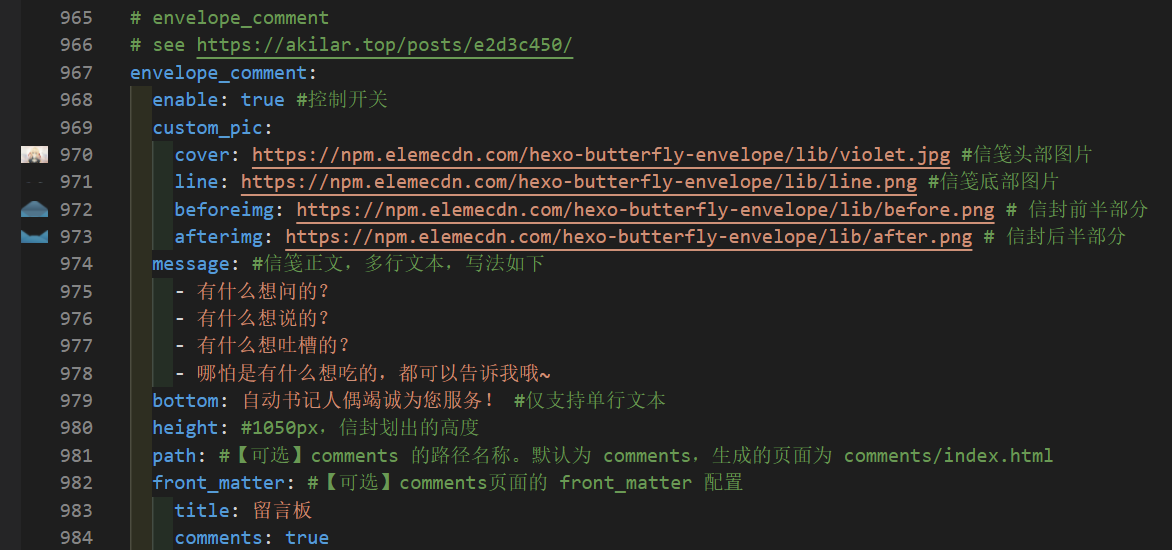 965 # envelope_comment
966 # see https://akilar.top/posts/e2d3c450/
967 envelope_comment:
968 enable: true #控制开关
969 custom_pic:
970 cover: https://npm.elemecdn.com/hexo-butterfly-envelope/lib/violet.jpg #信笺头部图片
971 line: https://npm.elemecdn.com/hexo-butterfly-envelope/lib/line.png #信笺底部图片
972 beforeimg: https://npm.elemecdn.com/hexo-butterfly-envelope/lib/before.png # 信封前半部分
973 afterimg: https://npm.elemecdn.com/hexo-butterfly-envelope/lib/after.png # 信封后半部分
974 message: #信笺正文，多行文本，写法如下
975 - 有什么想问的？
976 - 有什么想说的？
977 - 有什么想吐槽的？
978 - 哪怕是有什么想吃的，都可以告诉我哦~
979 bottom: 自动书记人偶竭诚为您服务！ #仅支持单行文本
980 height: #1050px，信封划出的高度
981 path: #【可选】comments 的路径名称。默认为 comments，生成的页面为 comments/index.html
982 front_matter: #【可选】comments页面的 front_matter 配置
983 title: 留言板
984 comments: true